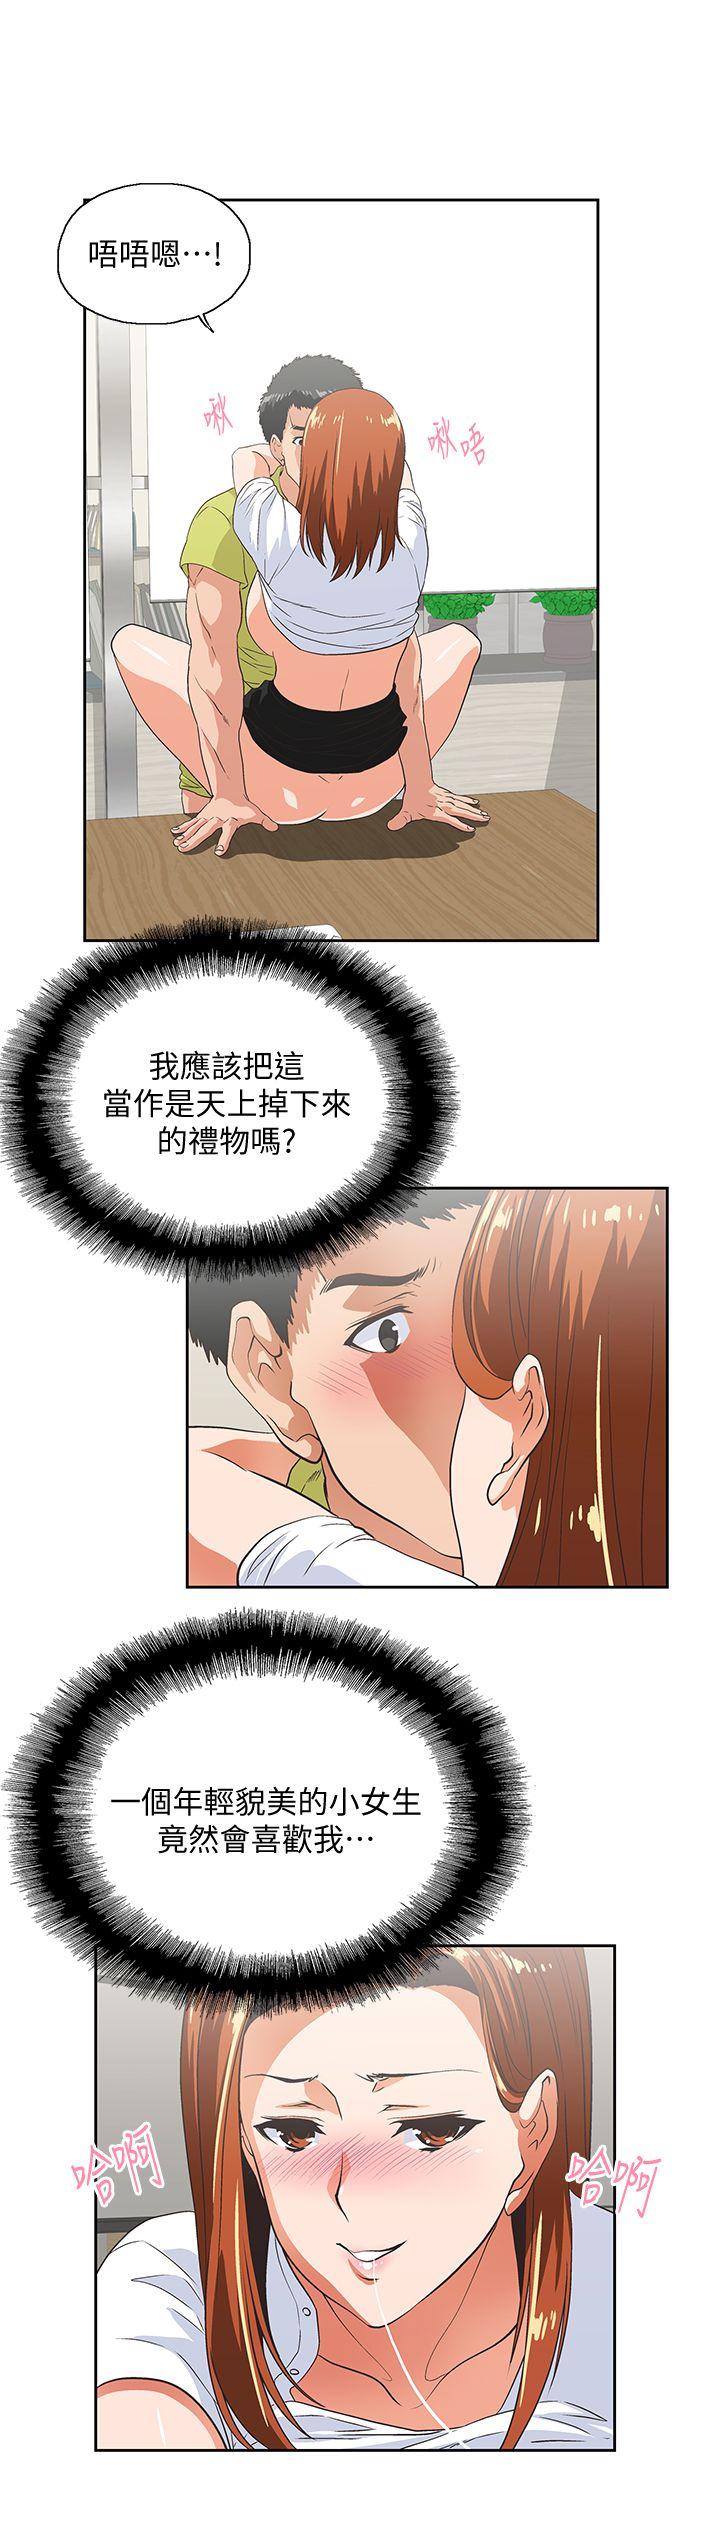 唔唔嗯…!
啾
啾唔
我應該把這
當作是天上掉下來
的禮物嗎?
一個年輕貌美的小女生
竟然會喜歡我…
哈啊
哈啊